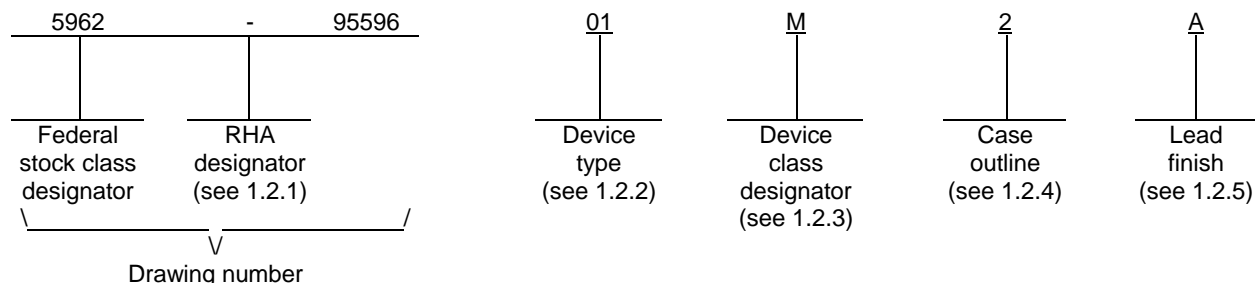 5962 - 95596 01 M 2 A
Federal stock class designator
RHA designator (see 1.2.1)
Device type (see 1.2.2)
Device class designator (see 1.2.3)
Case outline (see 1.2.4)
Lead finish (see 1.2.5)
Drawing number